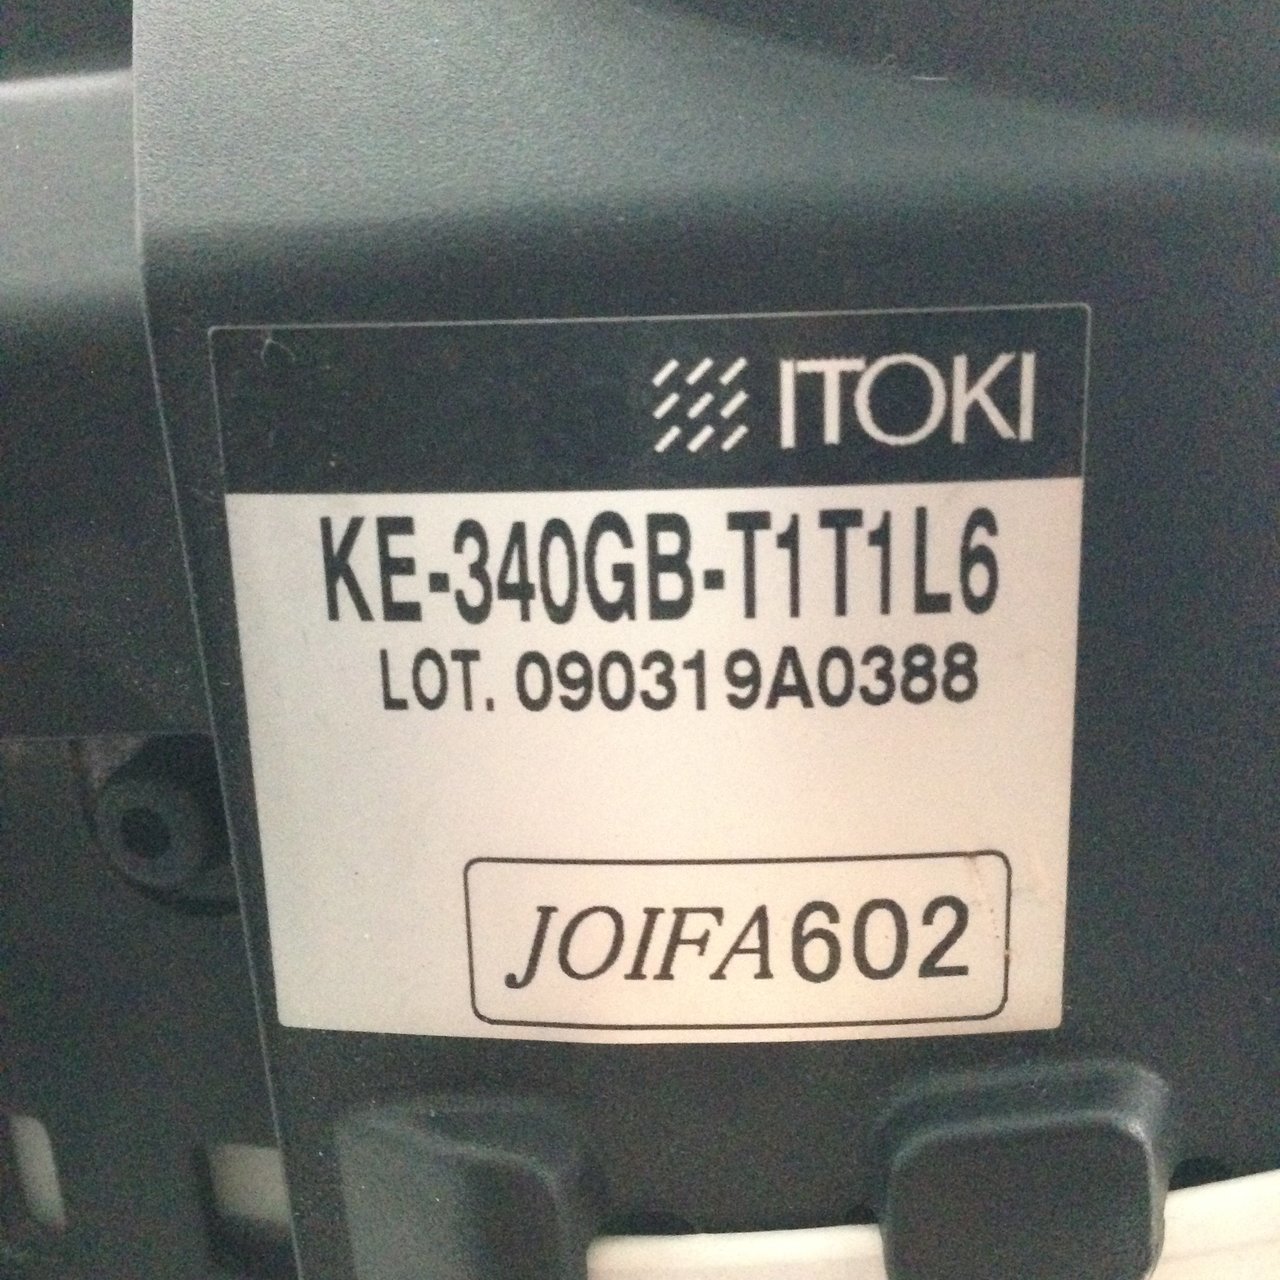 ITOKI
KE-340GB-T1T1L6
LOT. 090319A0388
JOIFA602